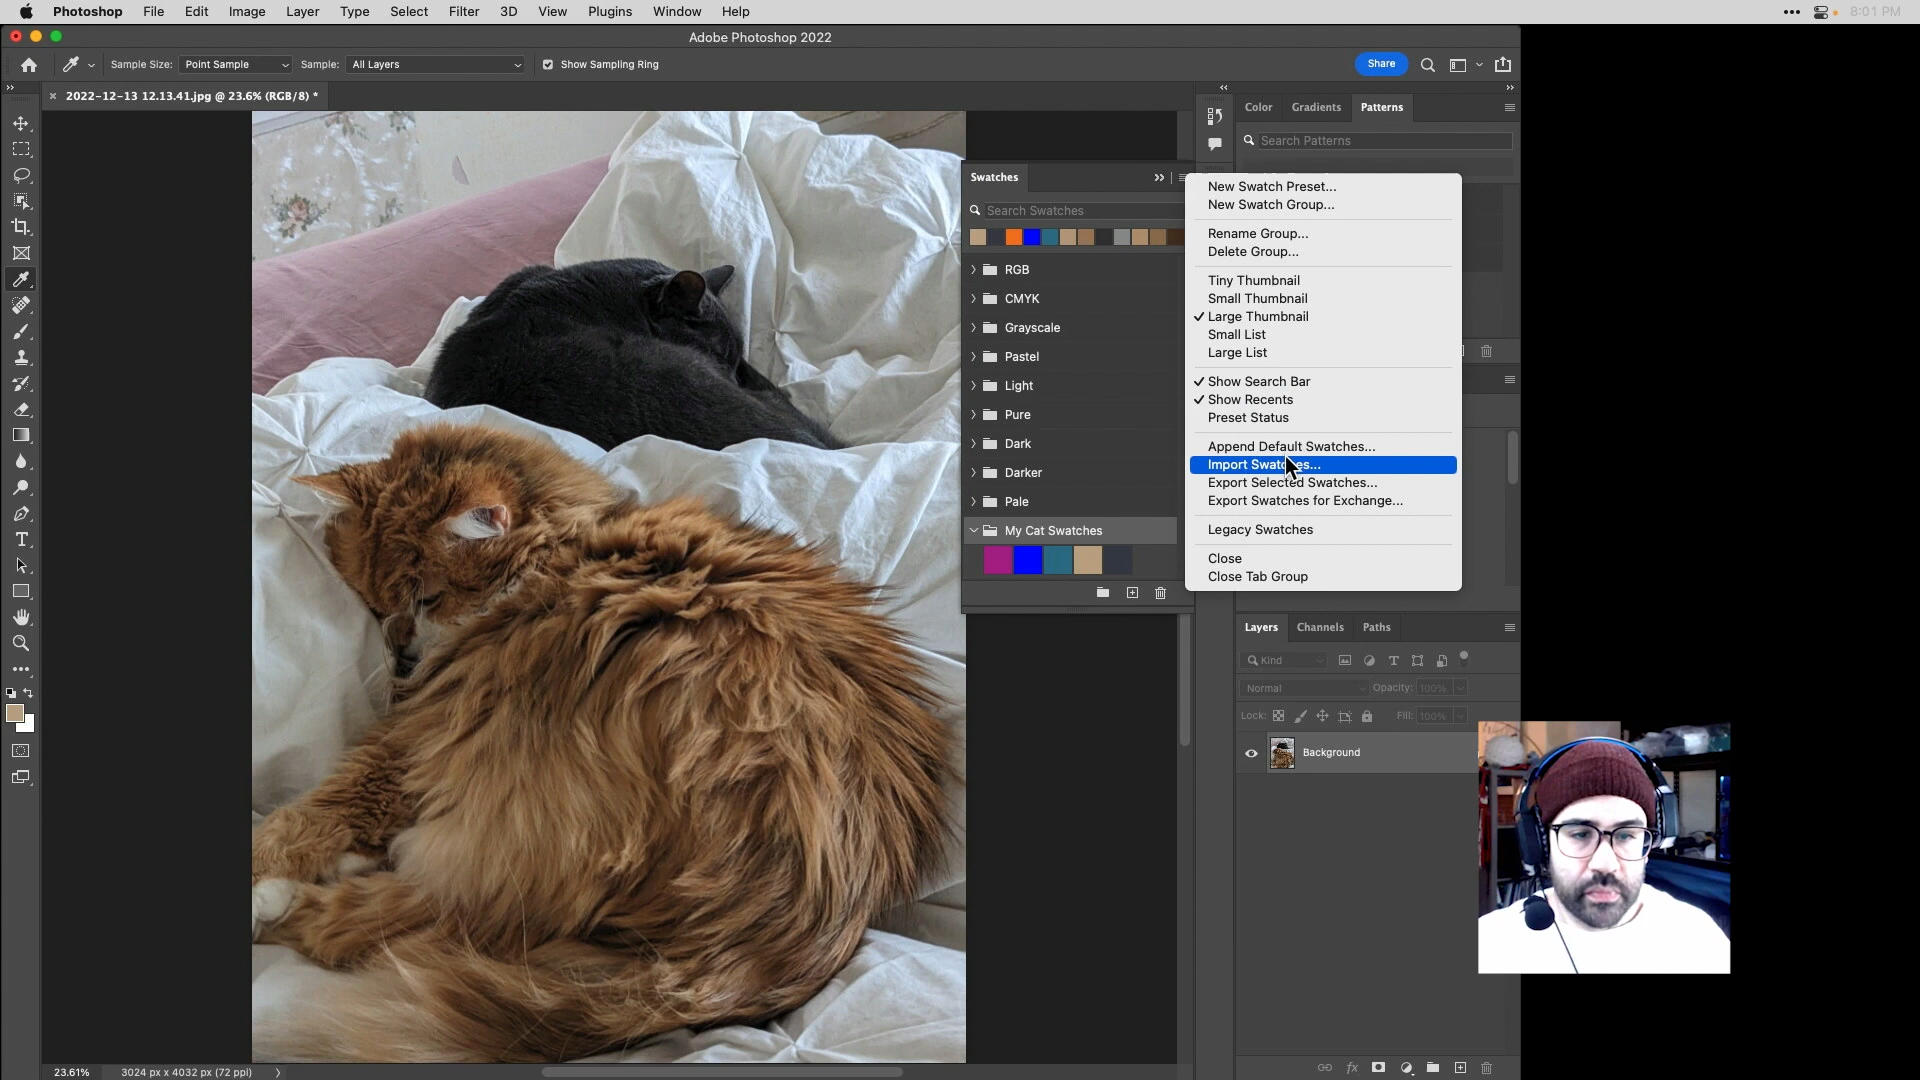 Photoshop File Edit Image Layer Type Select Filter 3D View Plugins Window Help 8:01 PM
Adobe Photoshop 2022
Sample Size: Point Sample Sample: All Layers Show Sampling Ring Share
2022-12-13 12.13.41.jpg @ 23.6% (RGB/8) *
Color Gradients Patterns
Search Patterns
Swatches
Search Swatches
RGB
CMYK
Grayscale
Pastel
Light
Pure
Dark
Darker
Pale
My Cat Swatches
New Swatch Preset...
New Swatch Group...
Rename Group...
Delete Group...
Tiny Thumbnail
Small Thumbnail
Large Thumbnail
Small List
Large List
Show Search Bar
Show Recents
Preset Status
Append Default Swatches...
Import Swatches...
Export Selected Swatches...
Export Swatches for Exchange...
Legacy Swatches
Close
Close Tab Group
Layers Channels Paths
Kind
Normal Opacity: 100%
Lock: Fill: 100%
Background
23.61% 3024 px x 4032 px (72 ppi)